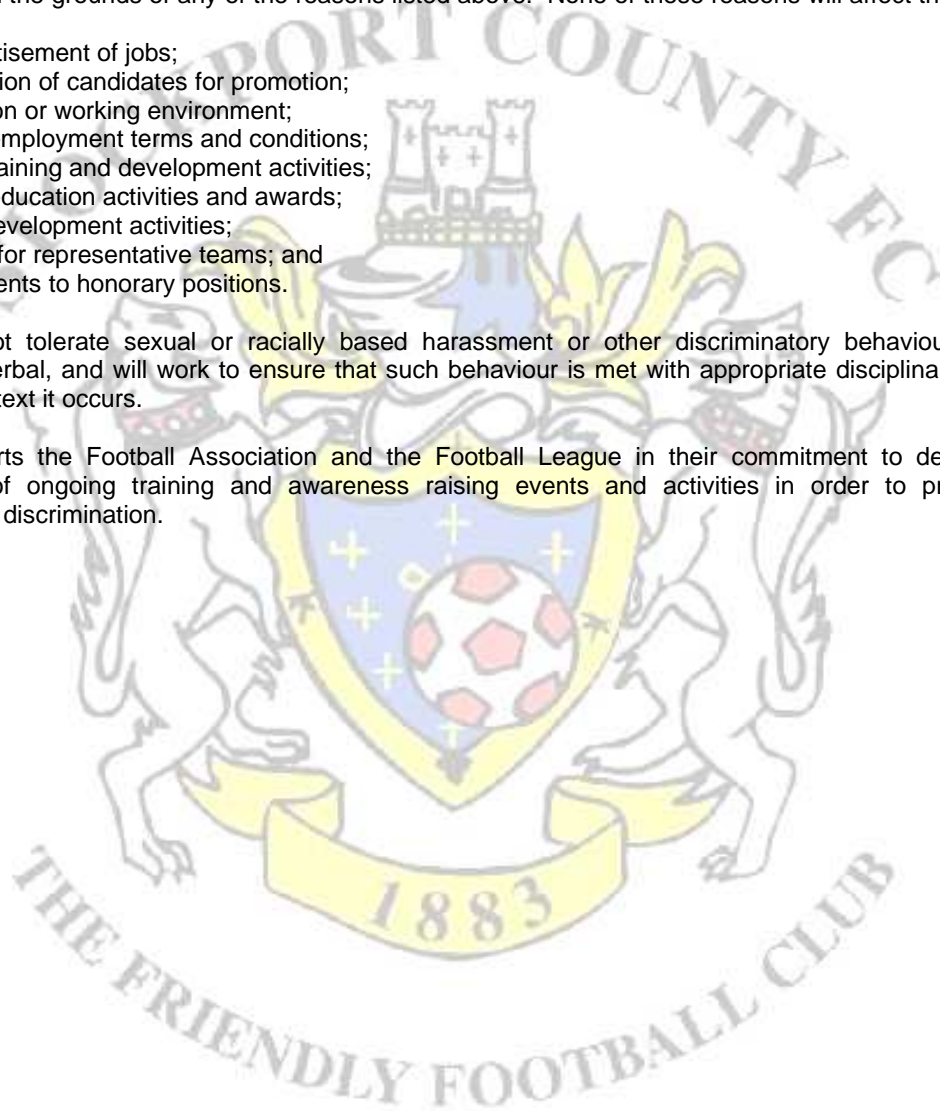 the grounds of any of the reasons listed above. None of these reasons will affect
tisement of jobs;
ion of candidates for promotion;
on or working environment;
employment terms and conditions;
aining and development activities;
ducation activities and awards;
evelopment activities;
for representative teams; and
ents to honorary positions.
ot tolerate sexual or racially based harassment or other discriminatory behaviou
erbal, and will work to ensure that such behaviour is met with appropriate disciplina
text it occurs.
rts the Football Association and the Football League in their commitment to de
of ongoing training and awareness raising events and activities in order to pr
discrimination.
STOCKPORT COUNTY FC
1883
THE FRIENDLY FOOTBALL CLUB